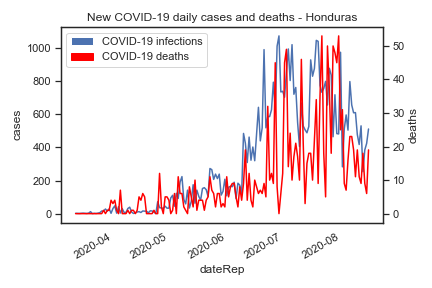 New COVID-19 daily cases and deaths - Honduras
COVID-19 infections
COVID-19 deaths
1000
800
600
400
200
0
cases
50
40
30
20
10
0
deaths
2020-04
2020-05
2020-06
2020-07
2020-08
dateRep